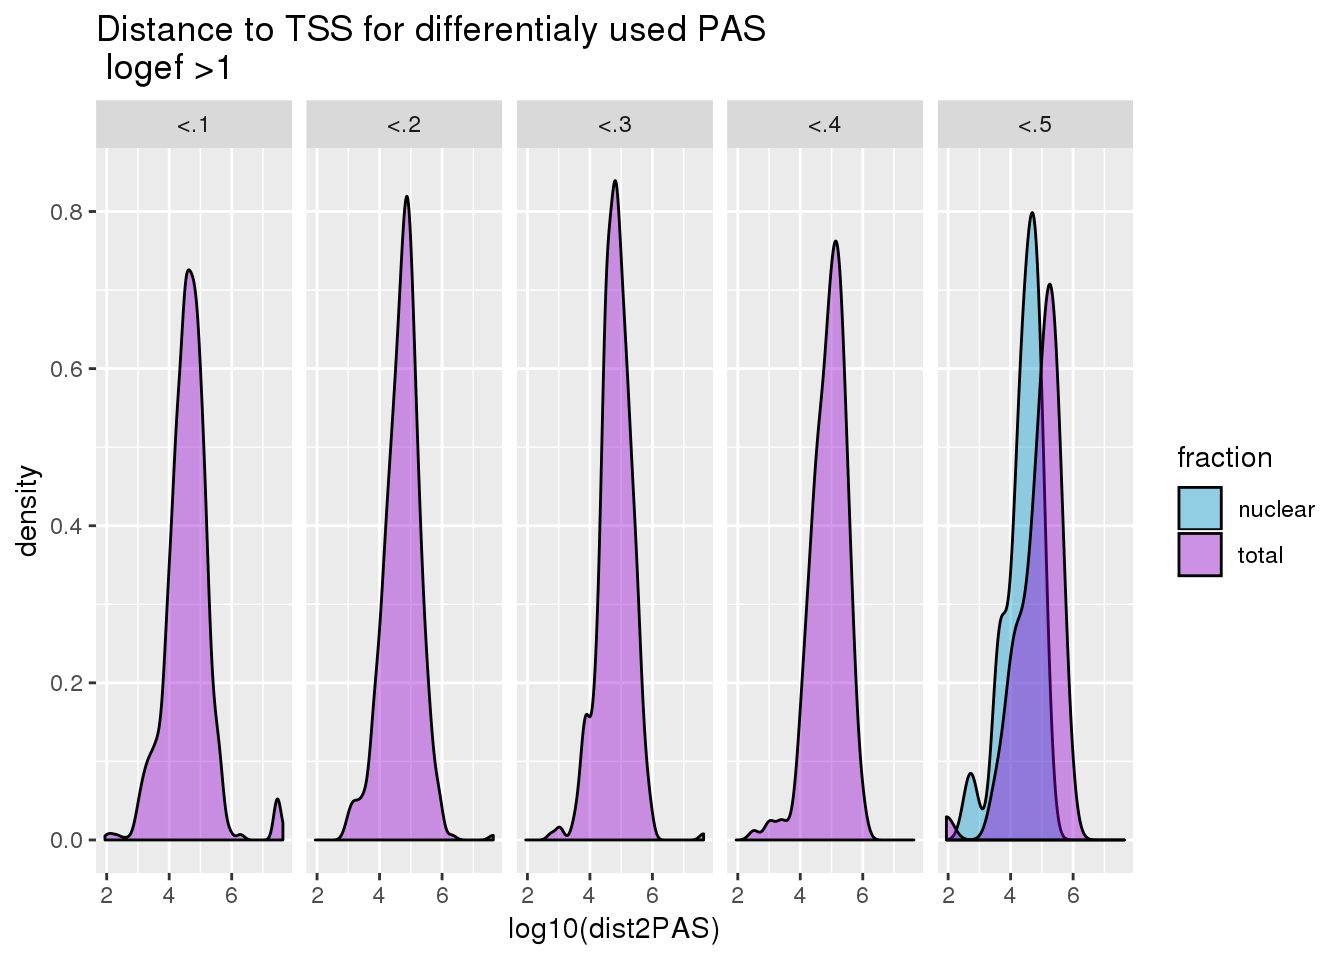 Distance to TSS for differentialy used PAS
logef >1
<.1
<.2
<.3
<.4
<.5
density
0.8
0.6
0.4
0.2
0.0
2 4 6
2 4 6
2 4 6
2 4 6
2 4 6
log10(dist2PAS)
fraction
nuclear
total